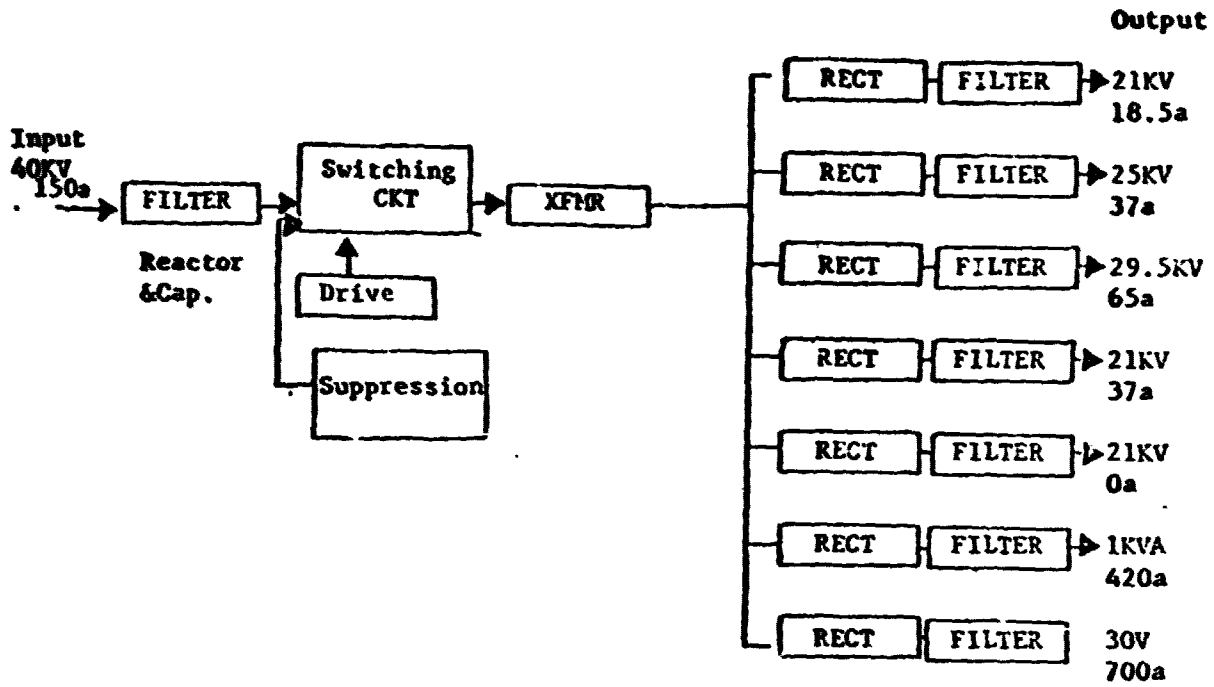 Output
Input
40KV
150a
FILTER
Switching
CKT
XFMR
Reactor
&Cap.
Drive
Suppression
RECT FILTER 21KV
18.5a
RECT FILTER 25KV
37a
RECT FILTER 29.5KV
65a
RECT FILTER 21KV
37a
RECT FILTER 21KV
0a
RECT FILTER 1KVA
420a
RECT FILTER 30V
700a